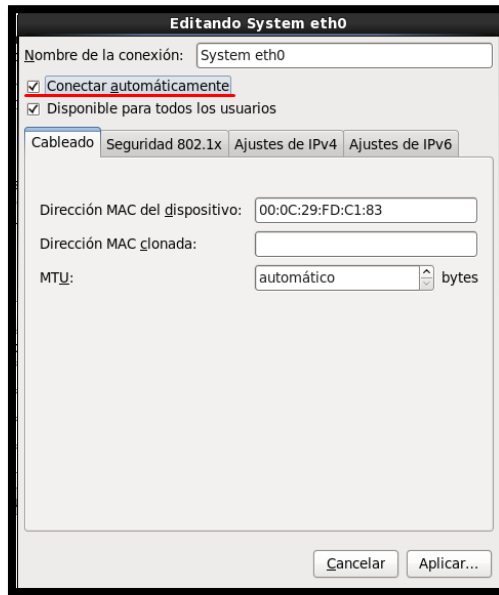 Editando System eth0
Nombre de la conexión: System eth0
Conectar automáticamente
Disponible para todos los usuarios
Cableado Seguridad 802.1x Ajustes de IPv4 Ajustes de IPv6
Dirección MAC del dispositivo: 00:0C:29:FD:C1:83
Dirección MAC clonada:
MTU: automático bytes
Cancelar Aplicar...